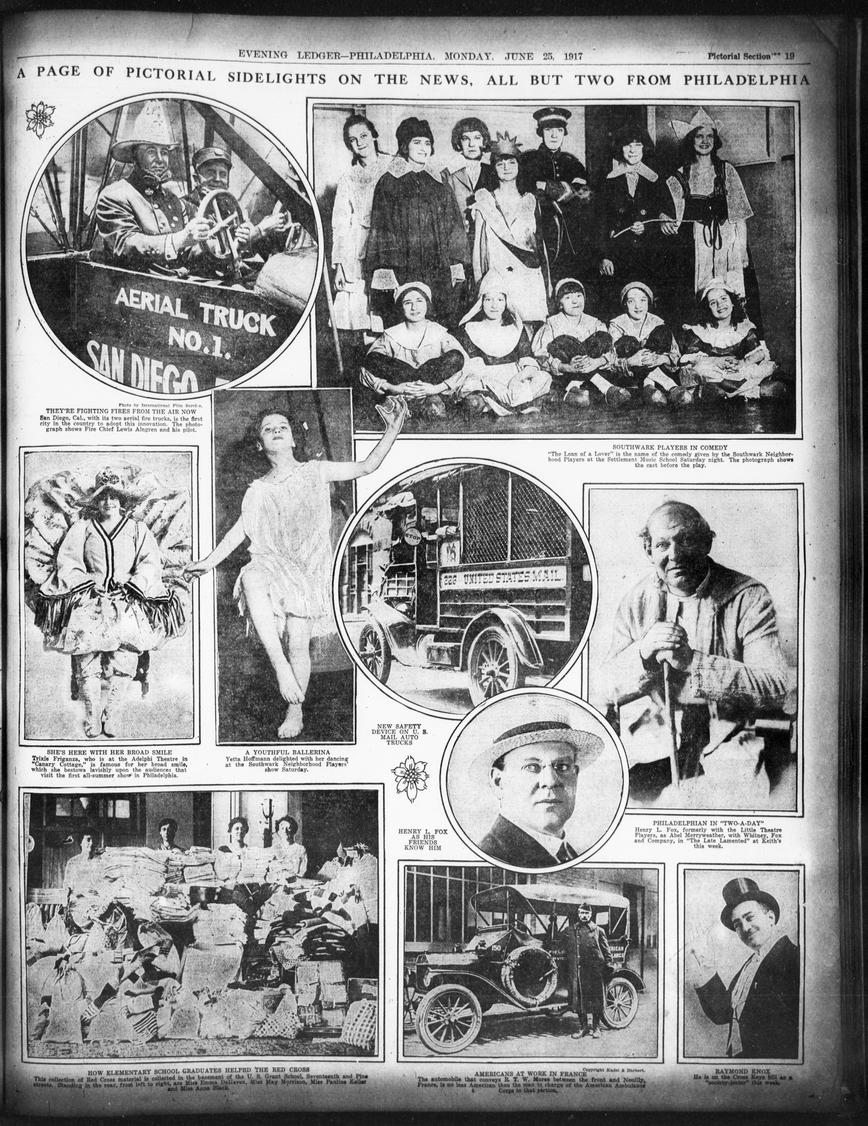 EVENING LEDGER—PHILADELPHIA, MONDAY, JUNE 25, 1917
Pictorial Section 19
A PAGE OF PICTORIAL SIDELIGHTS ON THE NEWS, ALL BUT TWO FROM PHILADELPHIA
AERIAL TRUCK
NO.1.
SAN DIEGO
Photo by International Film Service.
THEY'RE FIGHTING FIRES FROM THE AIR NOW
San Diego, Cal., with its two aerial fire trucks, is the first
city in the country to adopt this innovation. The photo-
graph shows Fire Chief Lewis Almgren and his pilot.
SOUTHWARK PLAYERS IN COMEDY
"The Loan of a Lover" is the name of the comedy given by the Southwark Neighbor-
hood Players at the Settlement Music School Saturday night. The photograph shows
the cast before the play.
STOP
222 UNITED STATES MAIL
SHE'S HERE WITH HER BROAD SMILE
Trixie Friganza, who is at the Adelphi Theatre in
"Canary Cottage," is famous for her broad smile,
which she bestows lavishly upon the audiences that
visit the first all-summer show in Philadelphia.
A YOUTHFUL BALLERINA
Yetta Hoffmann delighted with her dancing
at the Southwark Neighborhood Players'
show Saturday.
NEW SAFETY
DEVICE ON U. S.
MAIL AUTO
TRUCKS
HENRY L. FOX
AS HIS
FRIENDS
KNOW HIM
PHILADELPHIAN IN "TWO-A-DAY"
Henry L. Fox, formerly with the Little Theatre
Players, as Abel Merryweather, with Whitney, Fox
and Company, in "The Late Lamented" at Keith's
this week.
150
FIELD
HOW ELEMENTARY SCHOOL GRADUATES HELPED THE RED CROSS
This collection of Red Cross material is collected in the basement of the U. S. Grant School, Seventeenth and Pine
streets. Standing in the rear, from left to right, are Miss Emma DeHaven, Miss May Morrison, Miss Pauline Keller
and Miss Anna Black.
Copyright Kadel & Herbert.
AMERICANS AT WORK IN FRANCE
The automobile that conveys R. T. W. Morse between the front and Neuilly,
France, is no less American than the man in charge of the American Ambulance
Corps in that portion.
RAYMOND KNOX
He is on the Cross Keys bill as a
"society jester" this week.